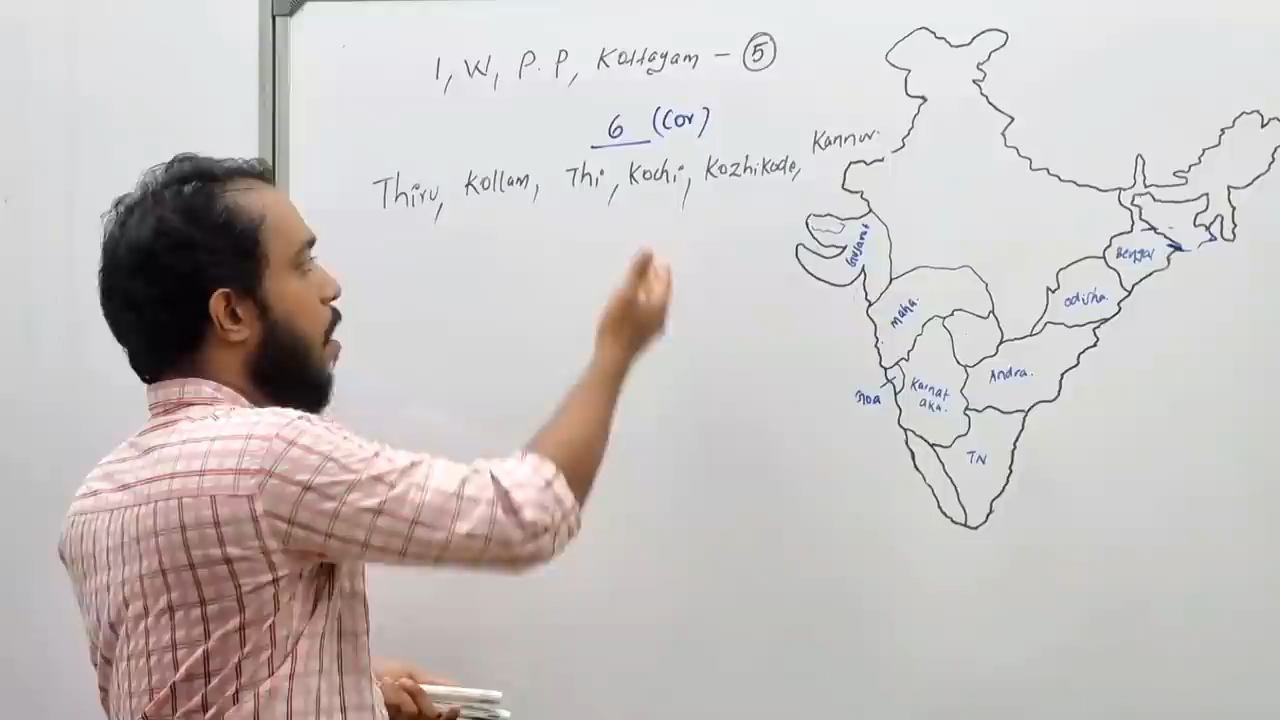 I, W, P.P, Kottayam - 5
6 (Cor)
Thiru, Kollam, Thi, Kochi, Kozhikode, Kannur.
Gujarat
Bengal
maha.
odisha.
Andra.
Goa
Karnat
aka.
TN